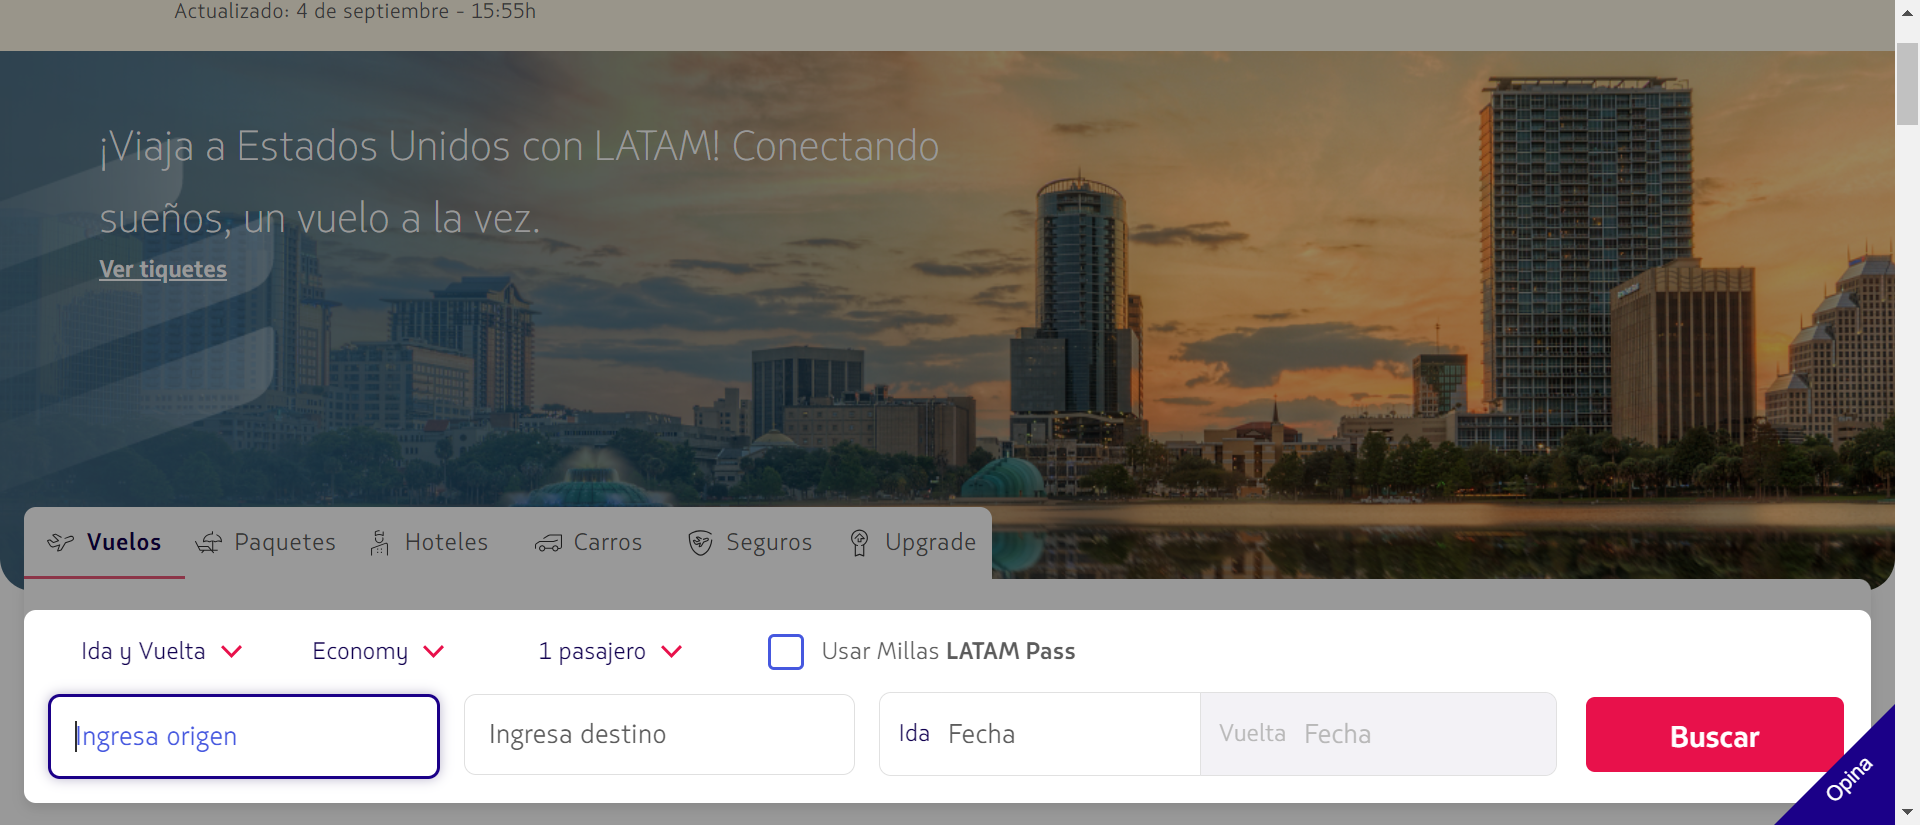 Actualizado: 4 de septiembre - 15:55h
¡Viaja a Estados Unidos con LATAM! Conectando
sueños, un vuelo a la vez.
Ver tiquetes
Vuelos Paquetes Hoteles Carros Seguros Upgrade
Ida y Vuelta Economy 1 pasajero Usar Millas LATAM Pass
Ingresa origen Ingresa destino Ida Fecha Vuelta Fecha Buscar
Opina